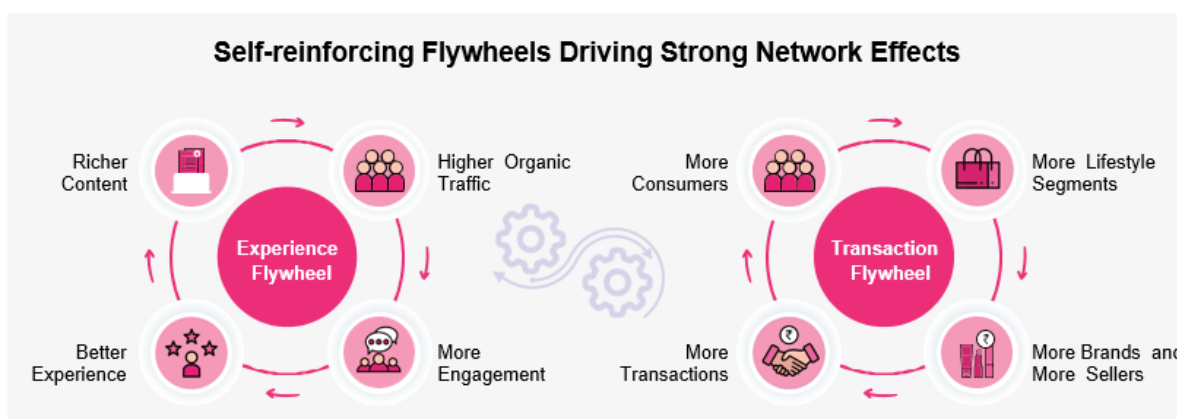 Self-reinforcing Flywheels Driving Strong Network Effects
Richer
Content
Higher Organic
Traffic
Experience
Flywheel
Better
Experience
More
Engagement
More
Consumers
More Lifestyle
Segments
Transaction
Flywheel
₹
More
Transactions
₹
More Brands and
More Sellers